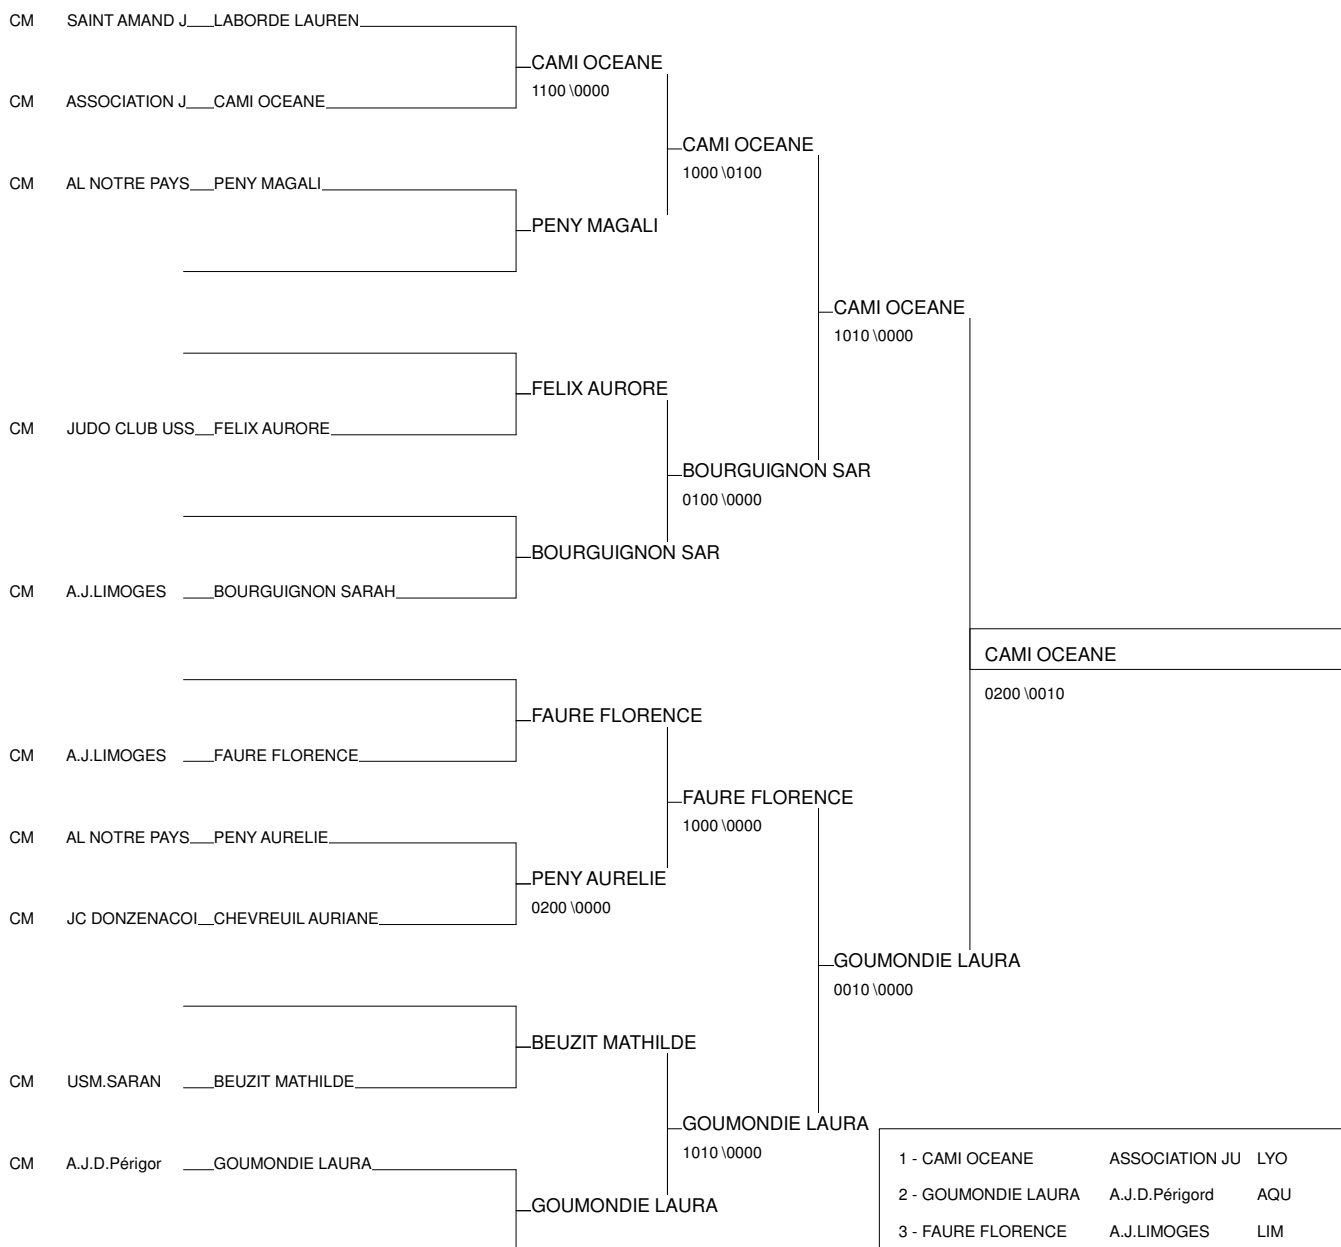 CM SAINT AMAND J LABORDE LAUREN
CAMI OCEANE
1100 \0000
CM ASSOCIATION J CAMI OCEANE
CAMI OCEANE
1000 \0100
CM AL NOTRE PAYS PENY MAGALI
PENY MAGALI
CAMI OCEANE
1010 \0000
FELIX AURORE
CM JUDO CLUB USS FELIX AURORE
BOURGUIGNON SAR
0100 \0000
BOURGUIGNON SAR
CM A.J.LIMOGES BOURGUIGNON SARAH
CAMI OCEANE
0200 \0010
FAURE FLORENCE
CM A.J.LIMOGES FAURE FLORENCE
FAURE FLORENCE
1000 \0000
CM AL NOTRE PAYS PENY AURELIE
PENY AURELIE
0200 \0000
CM JC DONZENACOI CHEVREUIL AURIANE
GOUMONDIE LAURA
0010 \0000
BEUZIT MATHILDE
CM USM.SARAN BEUZIT MATHILDE
GOUMONDIE LAURA
1010 \0000
CM A.J.D.Périgor GOUMONDIE LAURA
GOUMONDIE LAURA
1 - CAMI OCEANE ASSOCIATION JU LYO
2 - GOUMONDIE LAURA A.J.D.Périgord AQU
3 - FAURE FLORENCE A.J.LIMOGES LIM